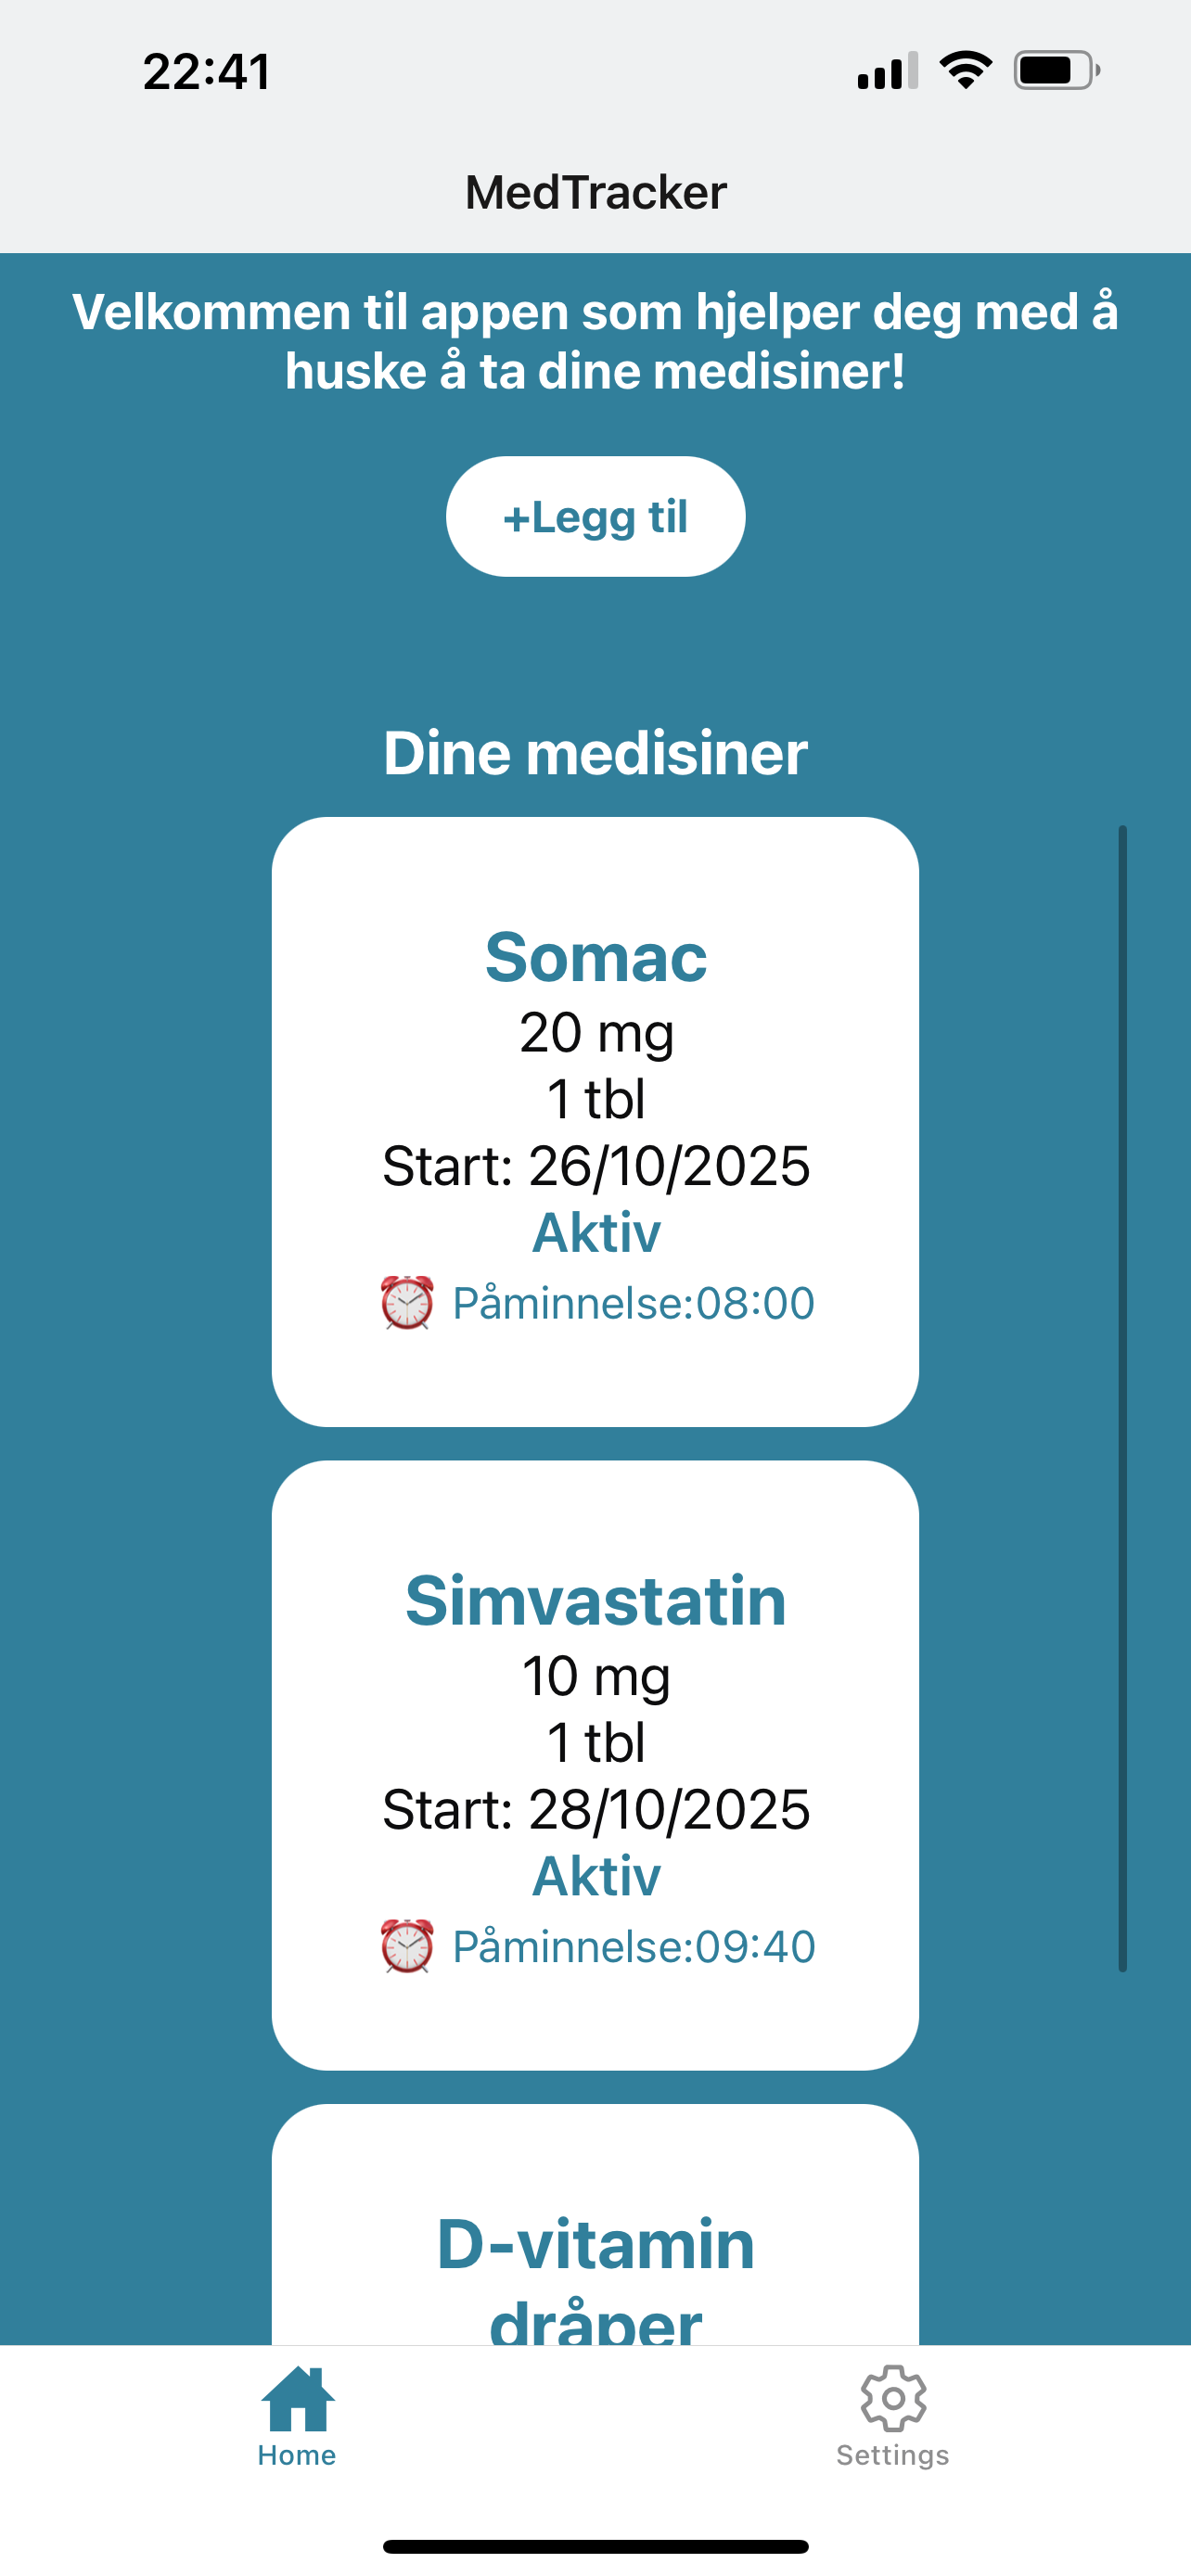 22:41
MedTracker
Velkommen til appen som hjelper deg med å
huske å ta dine medisiner!
+Legg til
Dine medisiner
Somac
20 mg
1 tbl
Start: 26/10/2025
Aktiv
⏰ Påminnelse:08:00
Simvastatin
10 mg
1 tbl
Start: 28/10/2025
Aktiv
⏰ Påminnelse:09:40
D-vitamin
dråper
Home
Settings